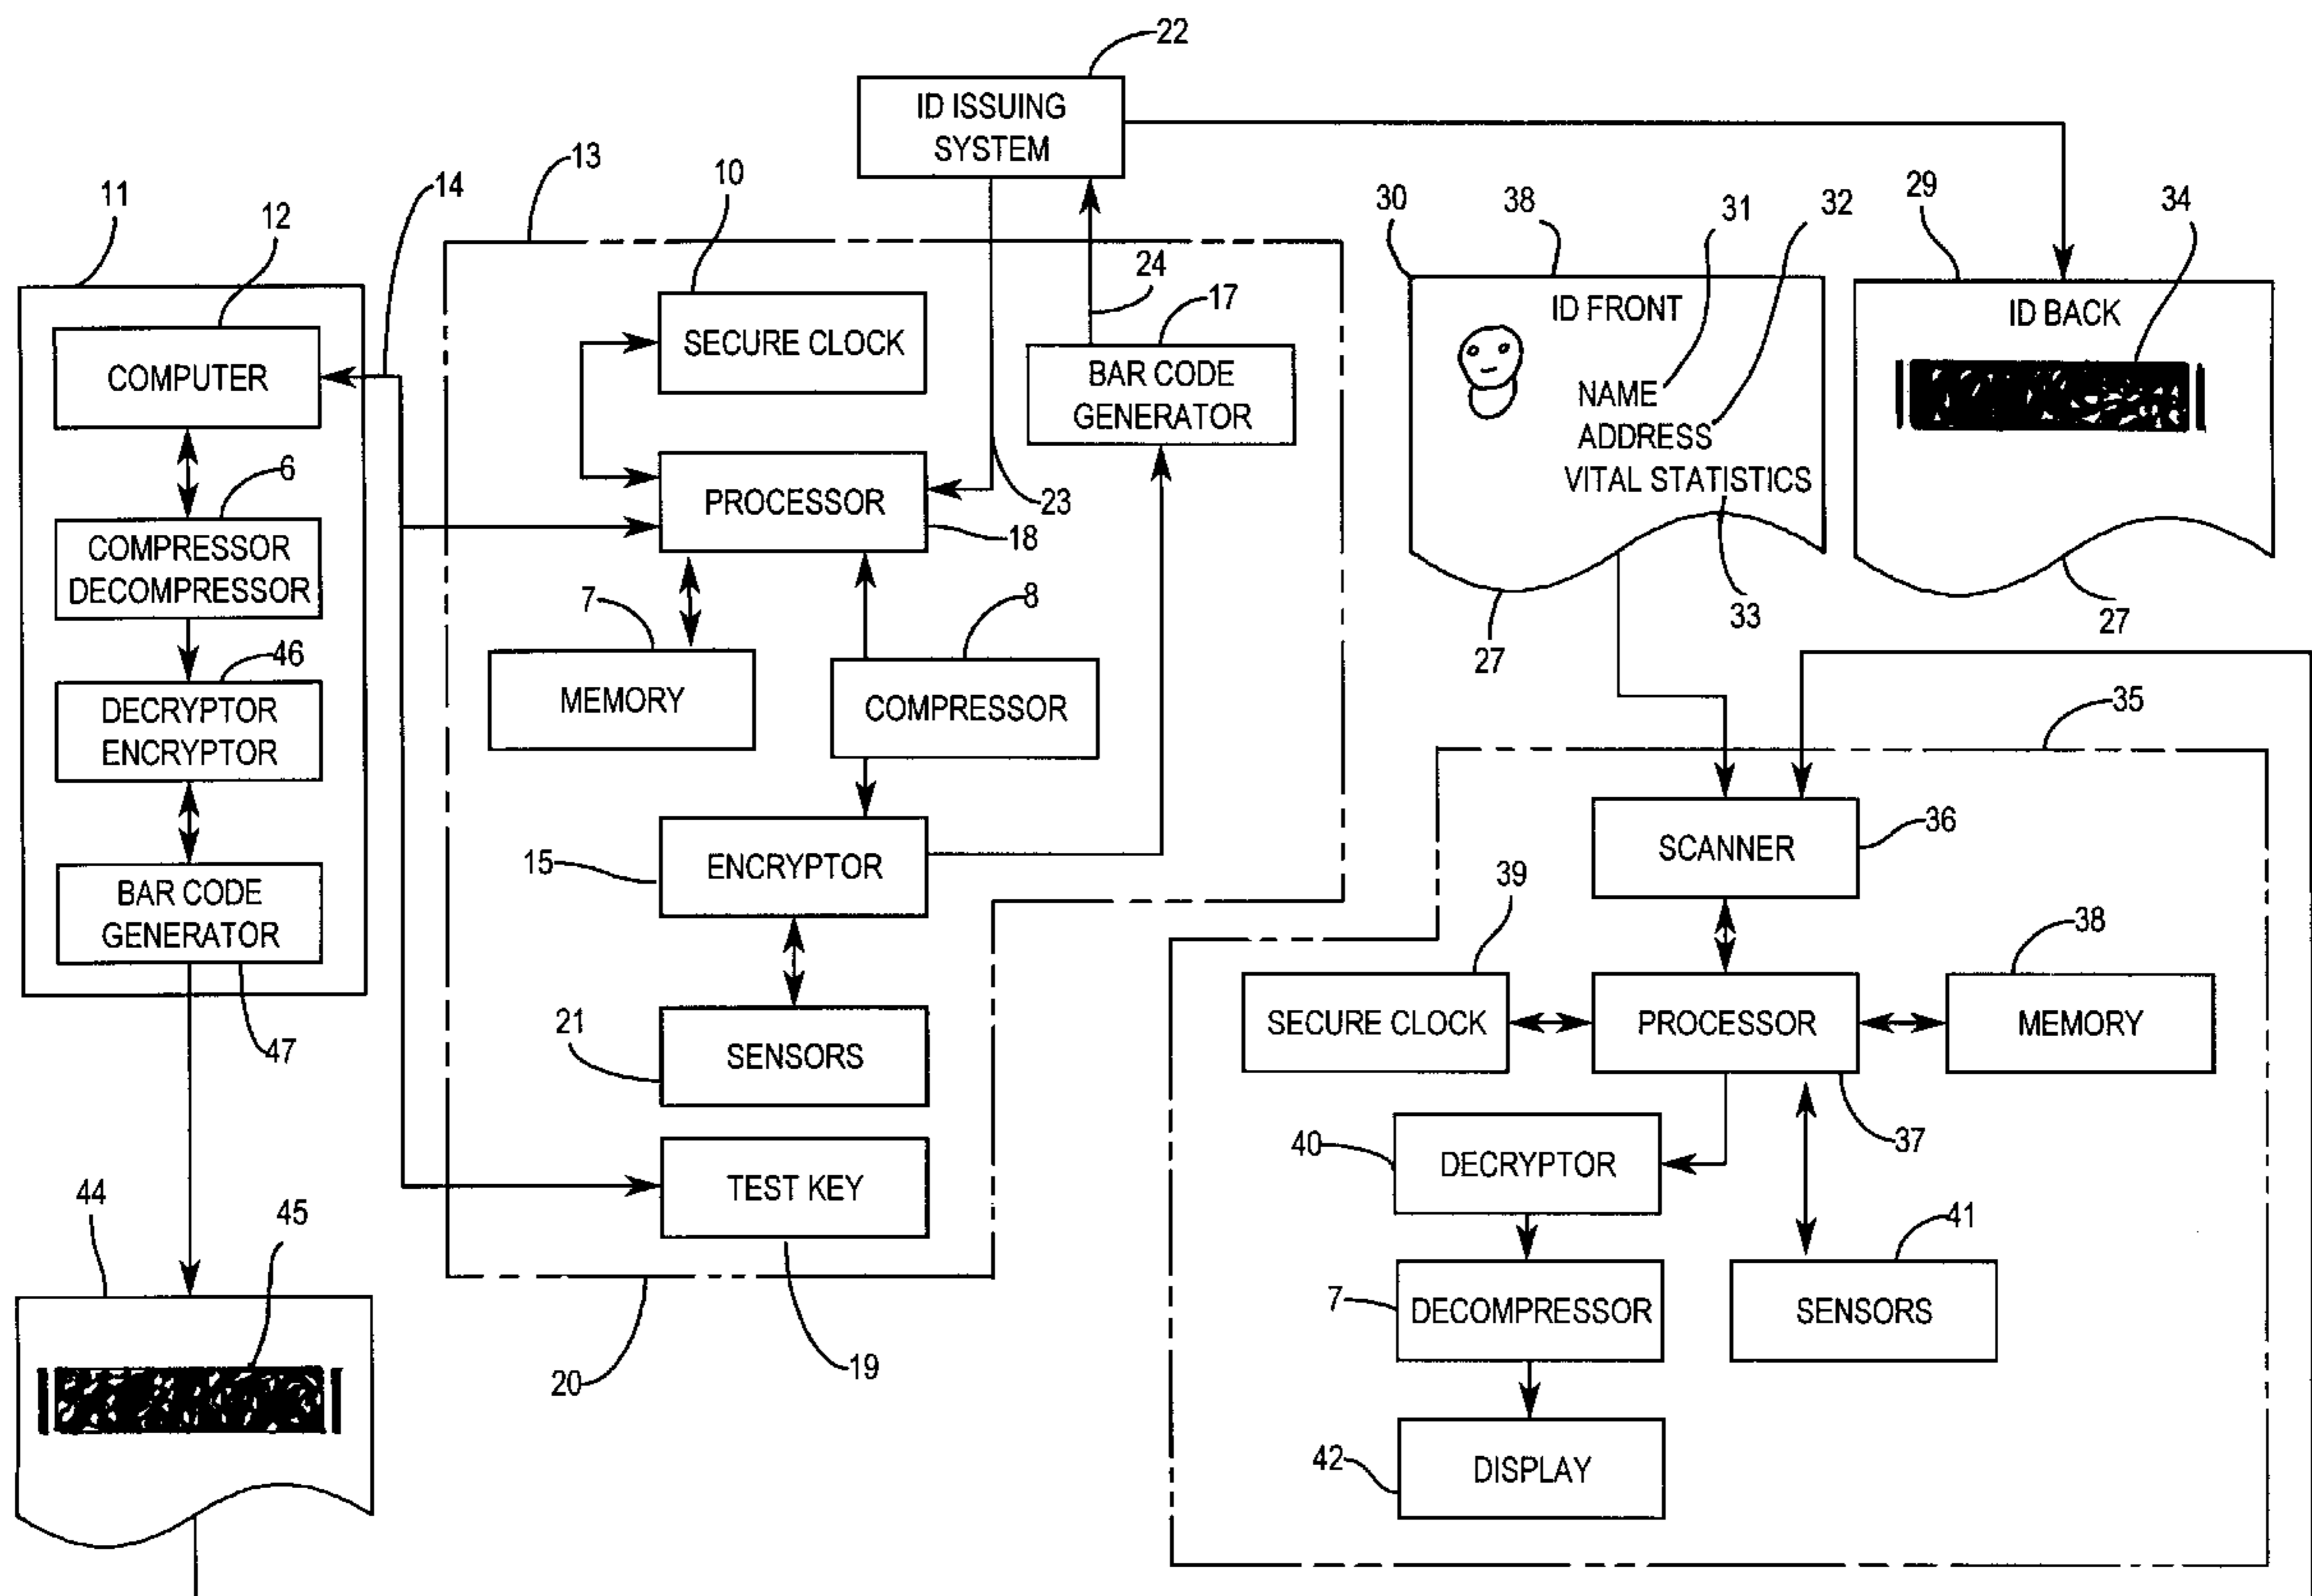 22
ID ISSUING
SYSTEM
13
10
14
11
12
30
38
31
32
29
34
24
17
ID FRONT
ID BACK
SECURE CLOCK
BAR CODE
GENERATOR
COMPUTER
NAME
ADDRESS
VITAL STATISTICS
6
PROCESSOR
23
18
COMPRESSOR
DECOMPRESSOR
7
8
33
27
27
46
MEMORY
COMPRESSOR
35
DECRYPTOR
ENCRYPTOR
15
ENCRYPTOR
SCANNER
36
39
38
BAR CODE
GENERATOR
47
21
SENSORS
SECURE CLOCK
PROCESSOR
MEMORY
37
40
DECRYPTOR
TEST KEY
44
45
41
7
DECOMPRESSOR
SENSORS
20
19
42
DISPLAY